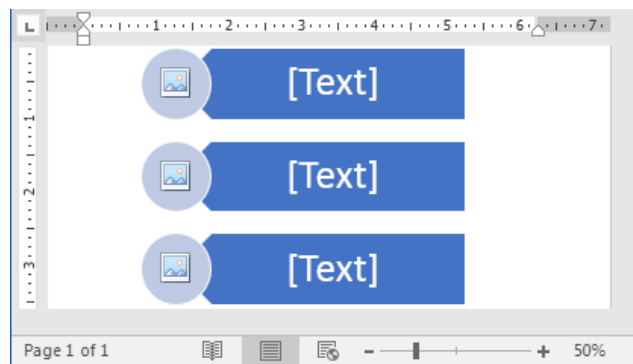 L 1 2 3 4 5 6 7
[Text]
1
[Text]
2
[Text]
3
Page 1 of 1 - + 50%